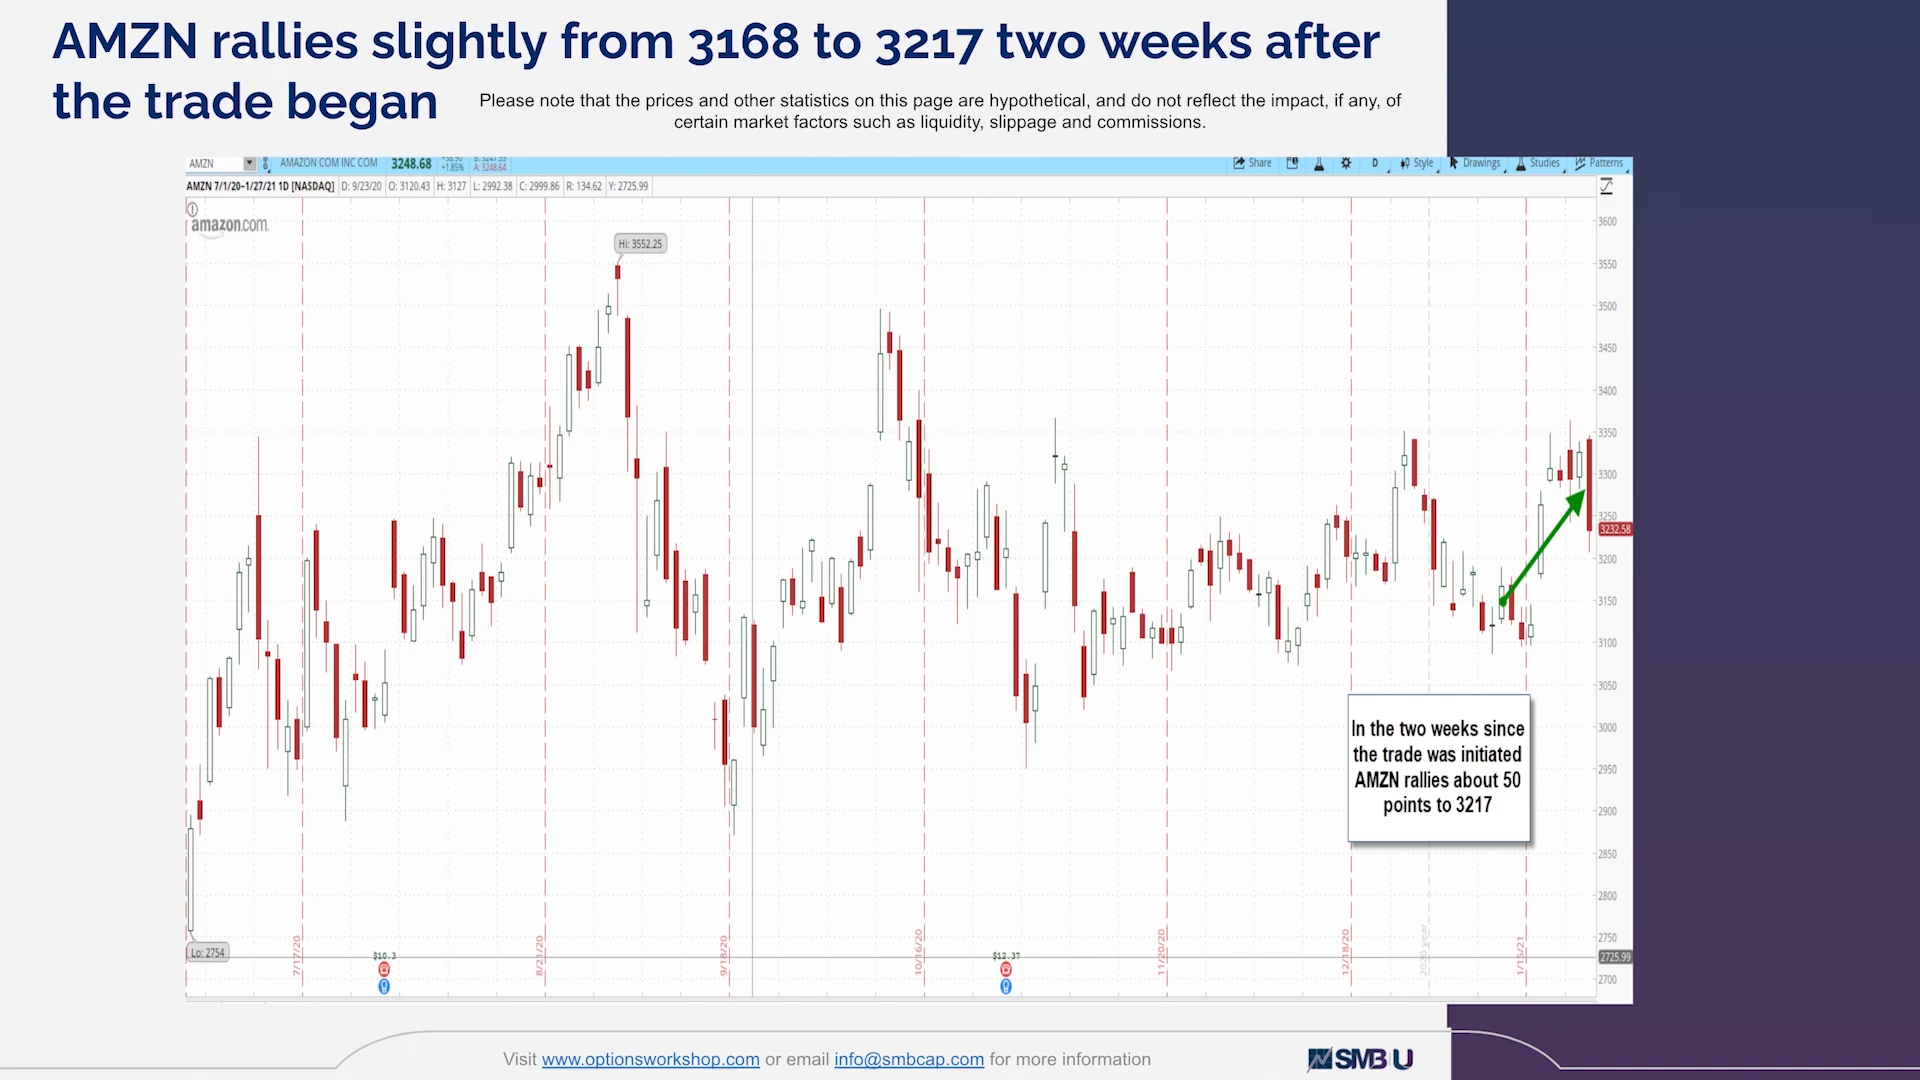 AMZN rallies slightly from 3168 to 3217 two weeks after
the trade began
Please note that the prices and other statistics on this page are hypothetical, and do not reflect the impact, if any, of
certain market factors such as liquidity, slippage and commissions.
AMZN AMAZON COM INC COM 3248.68 +1.85% A: 3248.64 Share D Style Drawings Studies Patterns
AMZN 7/1/20-1/27/21 1D [NASDAQ] D: 9/23/20 O: 3120.43 H: 3127 L: 2992.38 C: 2999.86 R: 134.62 Y: 2725.99
amazon.com
Hi: 3552.25
3600
3550
3500
3450
3400
3350
3300
3250
3232.58
3200
3150
3100
3050
3000
2950
2900
2850
2800
2750
2725.99
2700
In the two weeks since
the trade was initiated
AMZN rallies about 50
points to 3217
Lo: 2754
7/17/20
8/21/20
9/18/20
10/16/20
11/20/20
12/18/20
2020 year
1/15/21
$10.3
$12.37
Visit www.optionsworkshop.com or email info@smbcap.com for more information
SMB U